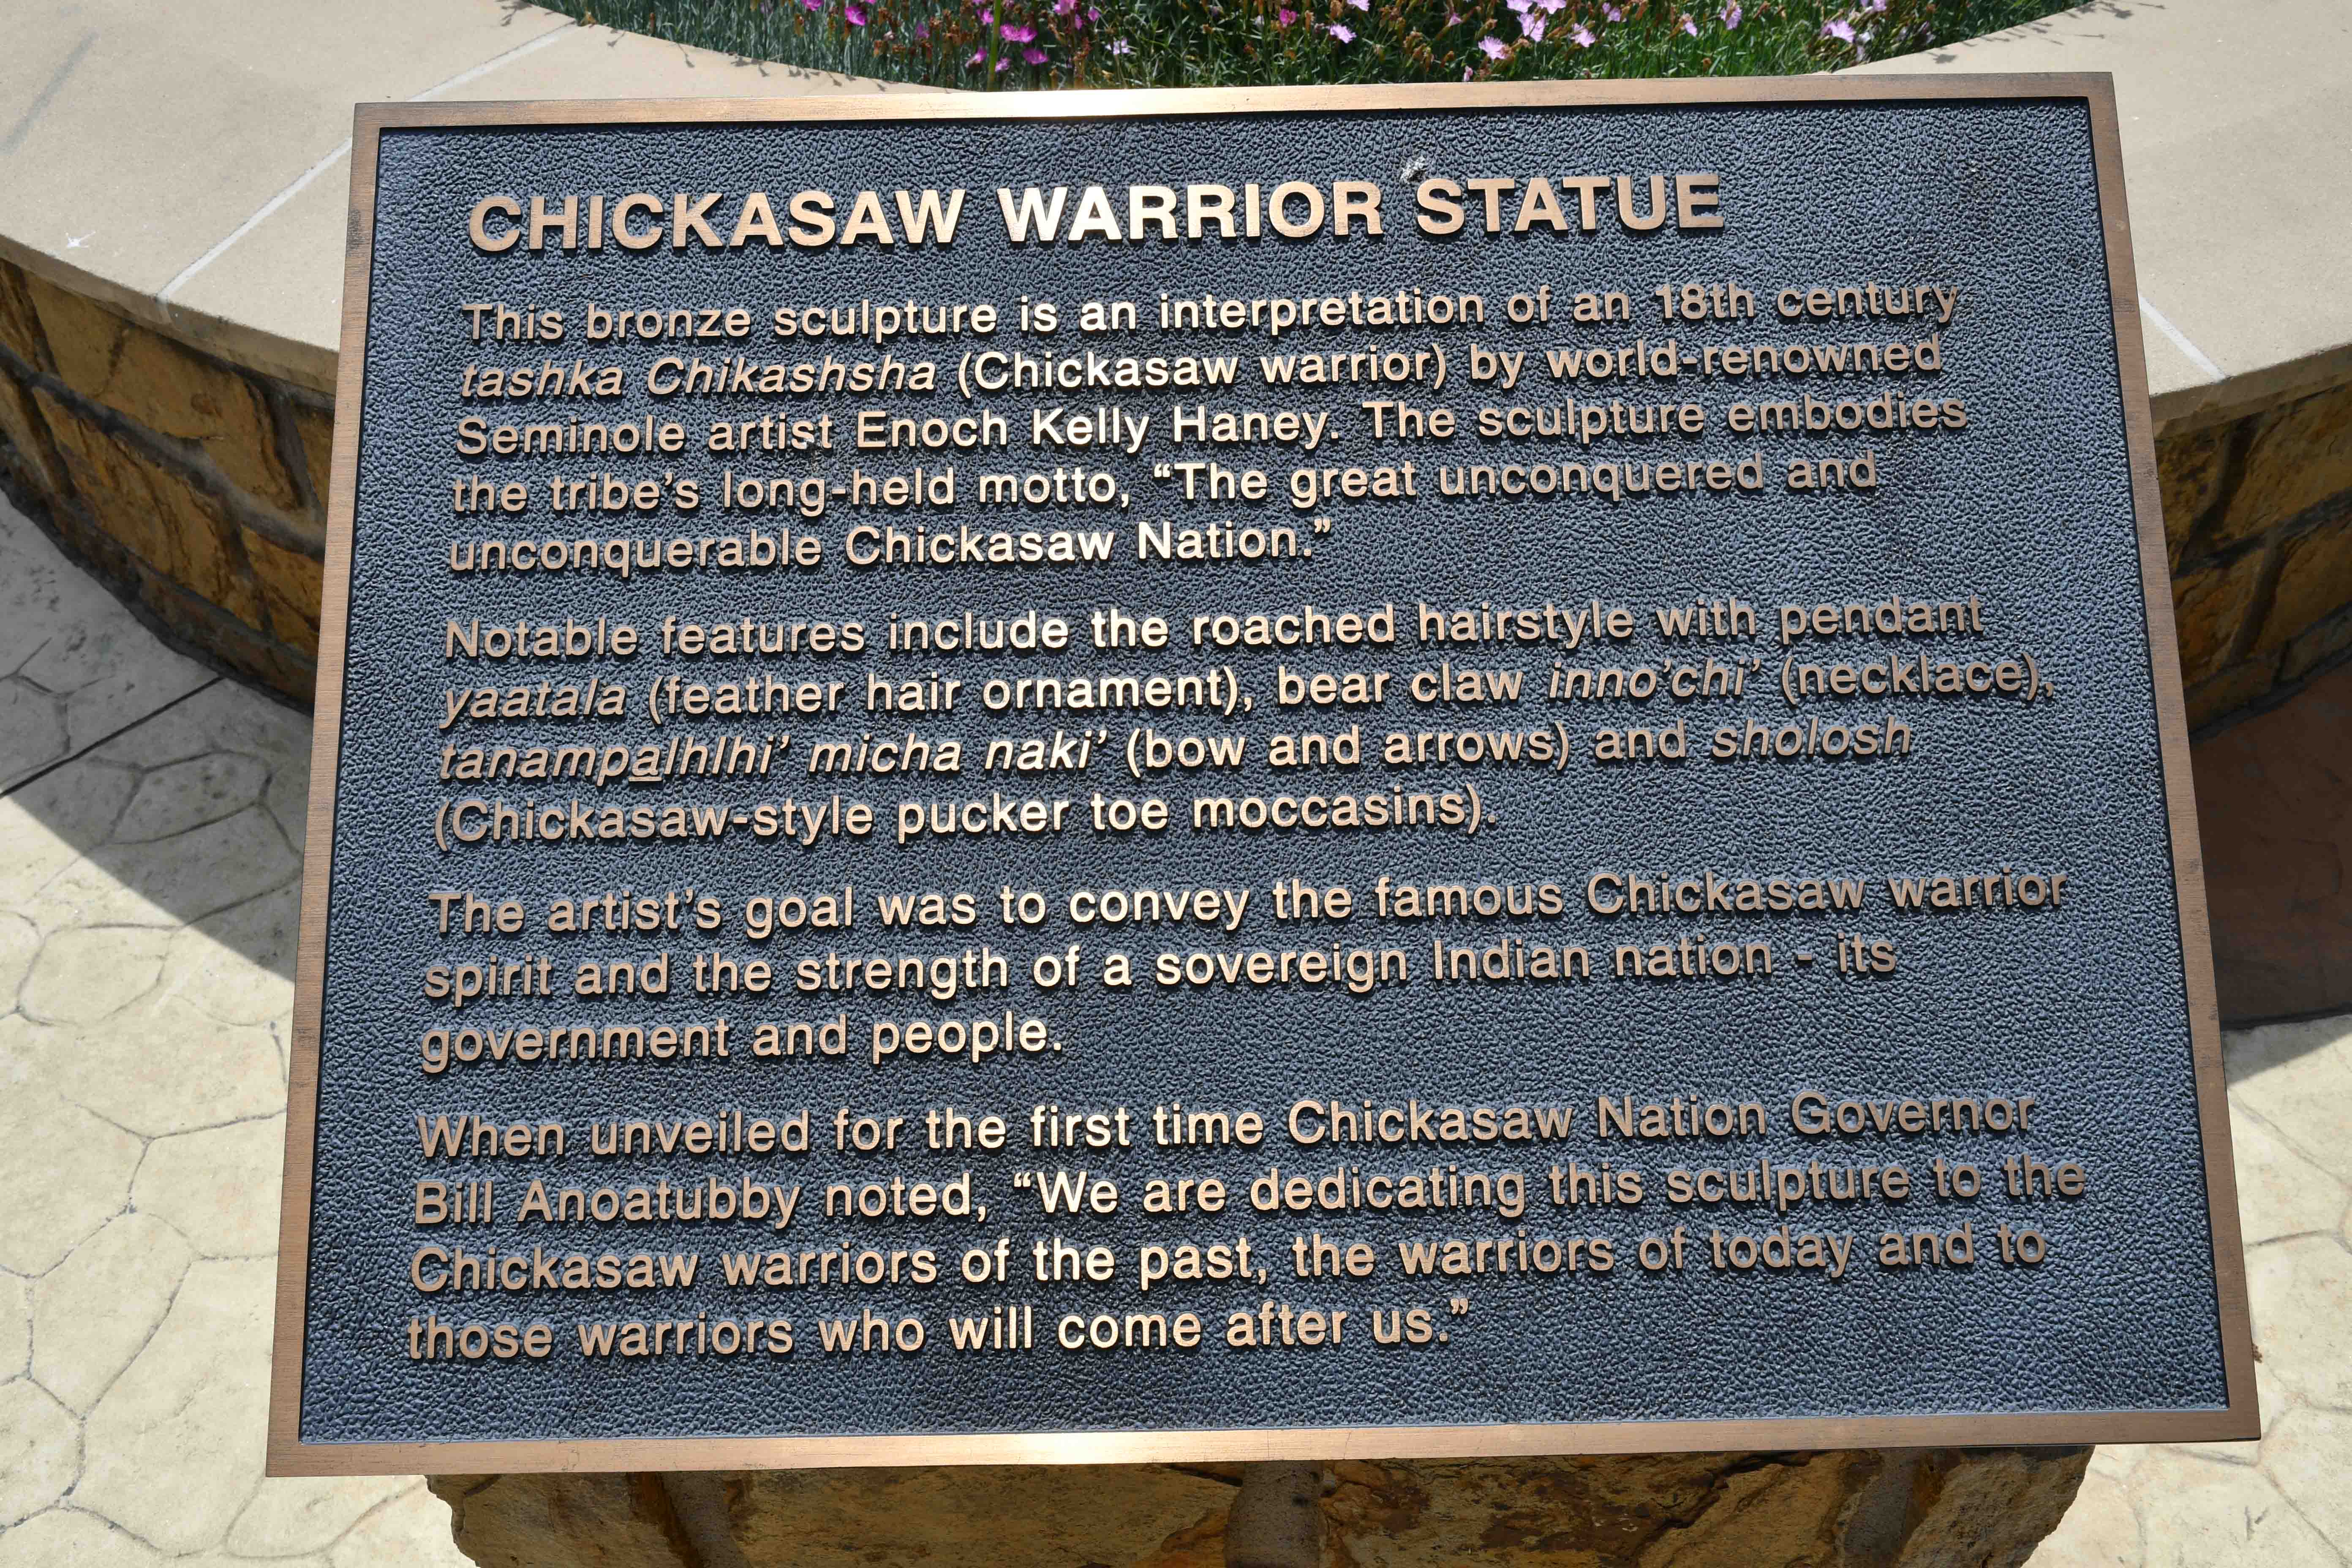 CHICKASAW WARRIOR STATUE
This bronze sculpture is an interpretation of an 18th century
tashka Chikashsha (Chickasaw warrior) by world-renowned
Seminole artist Enoch Kelly Haney. The sculpture embodies
the tribe’s long-held motto, “The great unconquered and
unconquerable Chickasaw Nation.”
Notable features include the roached hairstyle with pendant
yaatala (feather hair ornament), bear claw inno’chi’ (necklace),
tanampa̱lhlhi’ micha naki’ (bow and arrows) and sholosh
(Chickasaw-style pucker toe moccasins).
The artist’s goal was to convey the famous Chickasaw warrior
spirit and the strength of a sovereign Indian nation - its
government and people.
When unveiled for the first time Chickasaw Nation Governor
Bill Anoatubby noted, “We are dedicating this sculpture to the
Chickasaw warriors of the past, the warriors of today and to
those warriors who will come after us.”